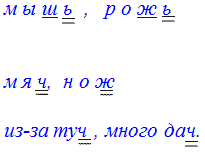 мышь, рожь
мяч, нож
из-за туч, много дач.